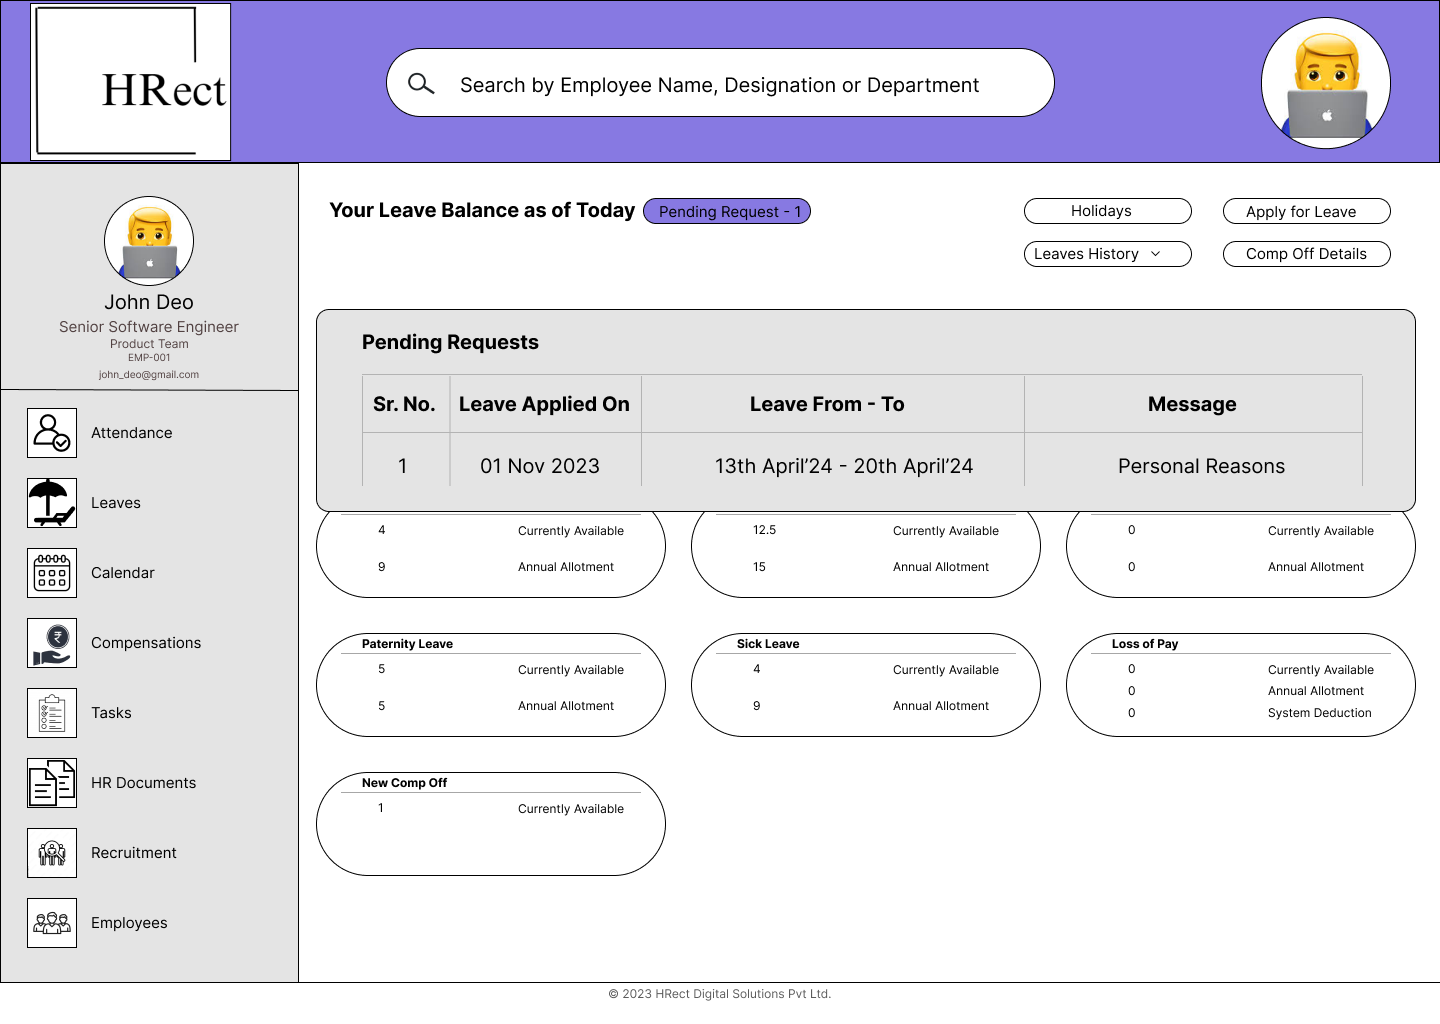 HRect
Search by Employee Name, Designation or Department
John Deo
Senior Software Engineer
Product Team
EMP-001
john_deo@gmail.com
Attendance
Leaves
Calendar
Compensations
Tasks
HR Documents
Recruitment
Employees
Your Leave Balance as of Today
Pending Request - 1
Holidays
Apply for Leave
Leaves History
Comp Off Details
Pending Requests
Sr. No. Leave Applied On Leave From - To Message
1 01 Nov 2023 13th April’24 - 20th April’24 Personal Reasons
4 Currently Available
9 Annual Allotment
12.5 Currently Available
15 Annual Allotment
0 Currently Available
0 Annual Allotment
Paternity Leave
5 Currently Available
5 Annual Allotment
Sick Leave
4 Currently Available
9 Annual Allotment
Loss of Pay
0 Currently Available
0 Annual Allotment
0 System Deduction
New Comp Off
1 Currently Available
© 2023 HRect Digital Solutions Pvt Ltd.